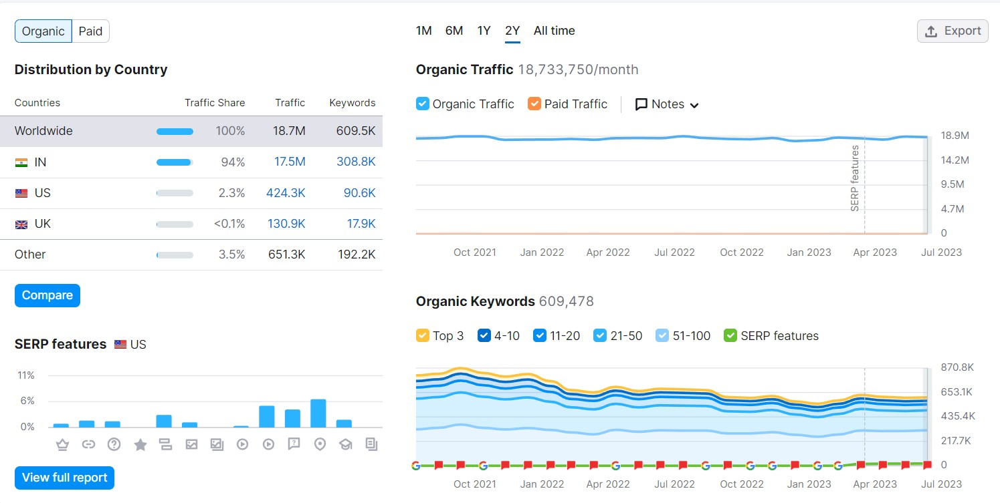 Organic Paid
Distribution by Country
Countries Traffic Share Traffic Keywords
Worldwide 100% 18.7M 609.5K
IN 94% 17.5M 308.8K
US 2.3% 424.3K 90.6K
UK <0.1% 130.9K 17.9K
Other 3.5% 651.3K 192.2K
Compare
SERP features US
11%
6%
0%
View full report
1M 6M 1Y 2Y All time
Export
Organic Traffic 18,733,750/month
Organic Traffic Paid Traffic Notes
18.9M
14.2M
9.5M
4.7M
0
SERP features
Oct 2021 Jan 2022 Apr 2022 Jul 2022 Oct 2022 Jan 2023 Apr 2023 Jul 2023
Organic Keywords 609,478
Top 3 4-10 11-20 21-50 51-100 SERP features
870.8K
653.1K
435.4K
217.7K
0
Oct 2021 Jan 2022 Apr 2022 Jul 2022 Oct 2022 Jan 2023 Apr 2023 Jul 2023